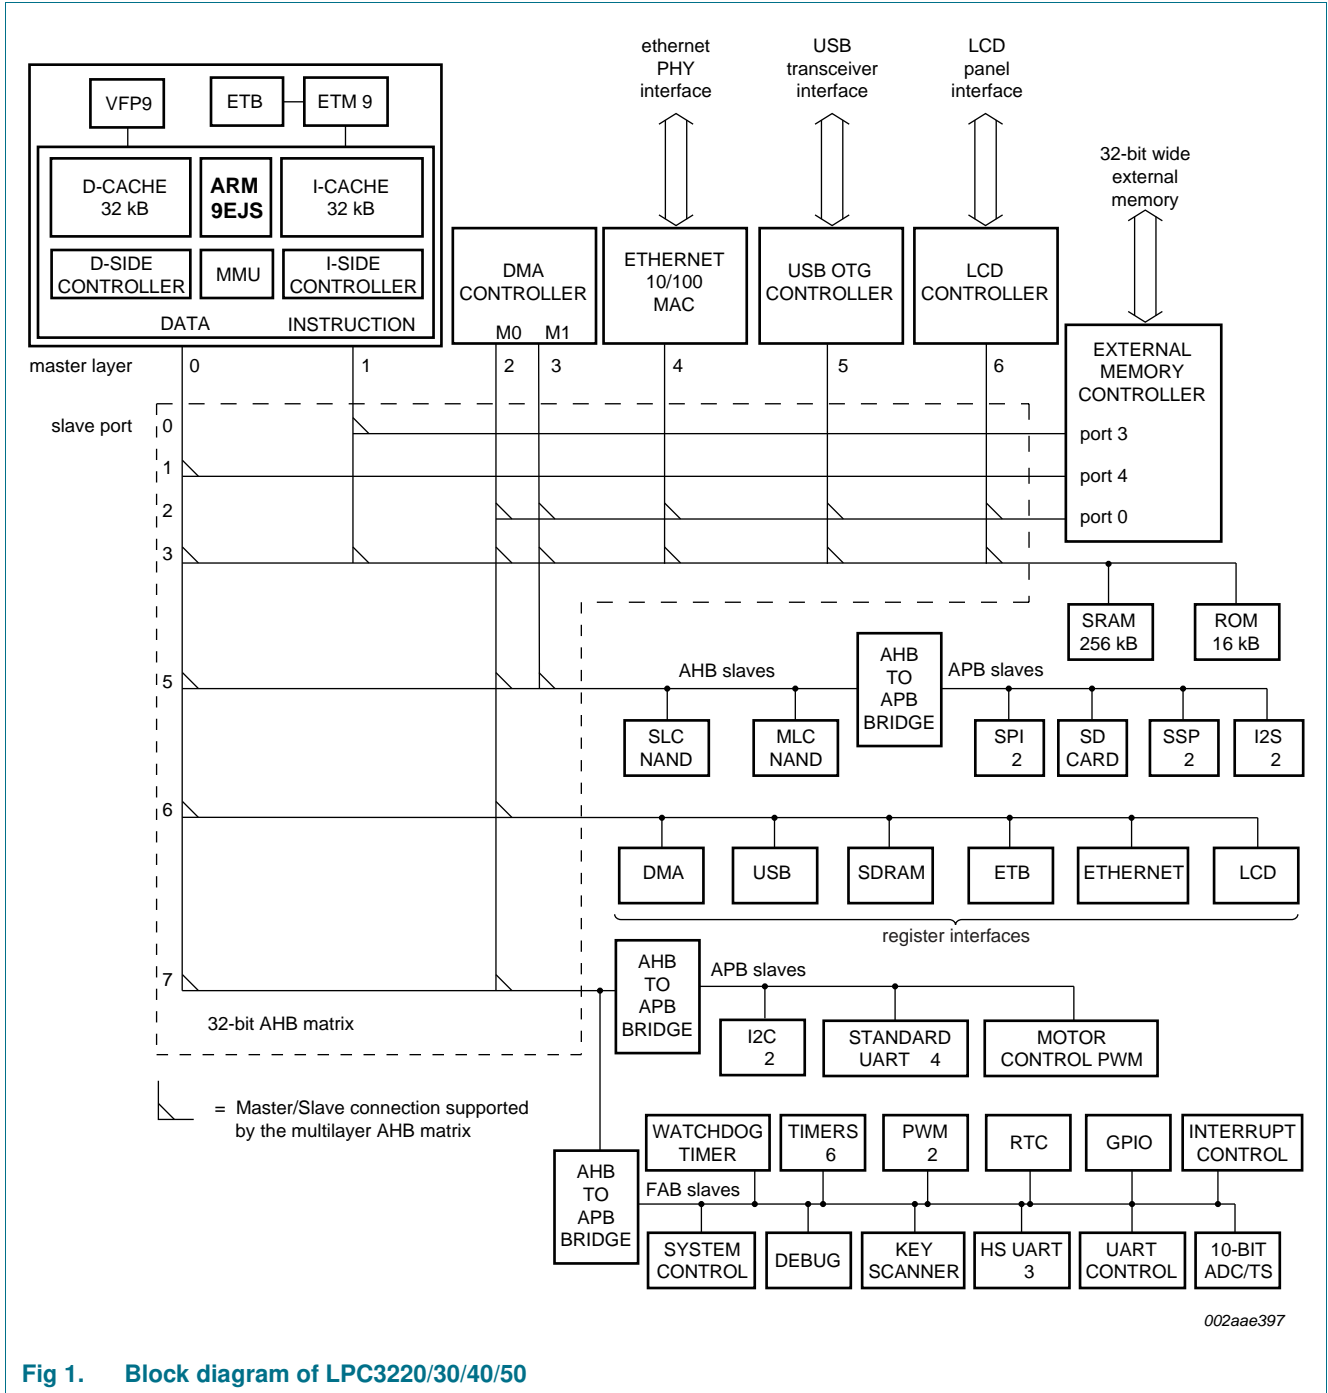 ethernet
PHY
interface
USB
transceiver
interface
LCD
panel
interface
VFP9
ETB
ETM 9
32-bit wide
external
memory
D-CACHE
32 kB
ARM
9EJS
I-CACHE
32 kB
D-SIDE
CONTROLLER
MMU
I-SIDE
CONTROLLER
DATA
INSTRUCTION
DMA
CONTROLLER
M0
M1
ETHERNET
10/100
MAC
USB OTG
CONTROLLER
LCD
CONTROLLER
EXTERNAL
MEMORY
CONTROLLER
port 3
port 4
port 0
master layer
0
1
2
3
4
5
6
slave port
0
1
2
3
5
6
7
SRAM
256 kB
ROM
16 kB
AHB slaves
AHB
TO
APB
BRIDGE
APB slaves
SLC
NAND
MLC
NAND
SPI
2
SD
CARD
SSP
2
I2S
2
DMA
USB
SDRAM
ETB
ETHERNET
LCD
register interfaces
AHB
TO
APB
BRIDGE
APB slaves
I2C
2
STANDARD
UART 4
MOTOR
CONTROL PWM
32-bit AHB matrix
= Master/Slave connection supported
by the multilayer AHB matrix
AHB
TO
APB
BRIDGE
FAB slaves
WATCHDOG
TIMER
TIMERS
6
PWM
2
RTC
GPIO
INTERRUPT
CONTROL
SYSTEM
CONTROL
DEBUG
KEY
SCANNER
HS UART
3
UART
CONTROL
10-BIT
ADC/TS
002aae397
Fig 1. Block diagram of LPC3220/30/40/50